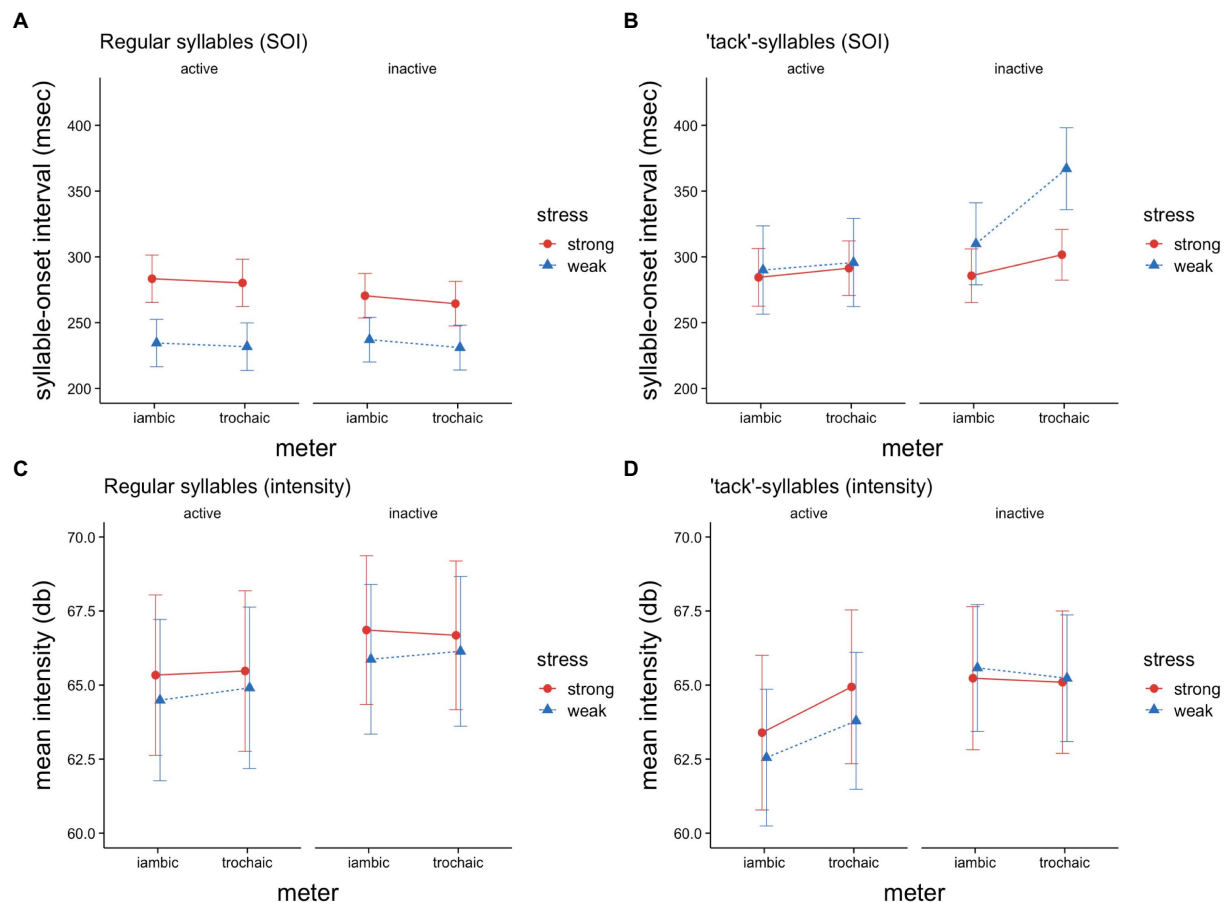 A
Regular syllables (SOI)
active
inactive
syllable-onset interval (msec)
400
350
300
250
200
iambic
trochaic
iambic
trochaic
meter
stress
strong
weak
B
'tack'-syllables (SOI)
active
inactive
syllable-onset interval (msec)
400
350
300
250
200
iambic
trochaic
iambic
trochaic
meter
stress
strong
weak
C
Regular syllables (intensity)
active
inactive
mean intensity (db)
70.0
67.5
65.0
62.5
60.0
iambic
trochaic
iambic
trochaic
meter
stress
strong
weak
D
'tack'-syllables (intensity)
active
inactive
mean intensity (db)
70.0
67.5
65.0
62.5
60.0
iambic
trochaic
iambic
trochaic
meter
stress
strong
weak